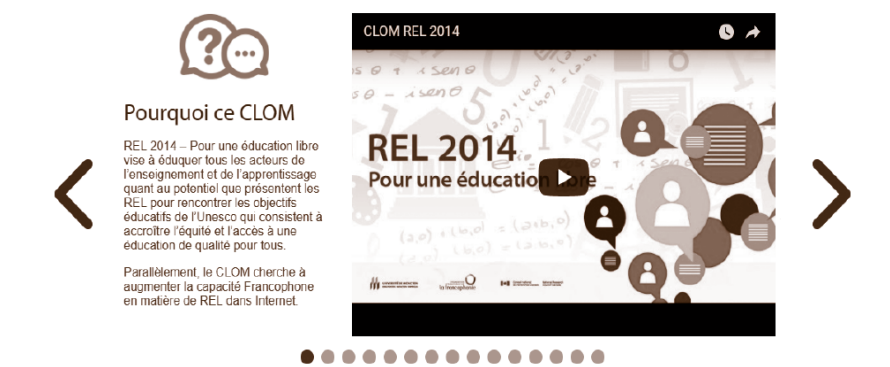 Pourquoi ce CLOM
REL 2014 – Pour une éducation libre
vise à éduquer tous les acteurs de
l'enseignement et de l'apprentissage
quant au potentiel que présentent les
REL pour rencontrer les objectifs
éducatifs de l'Unesco qui consistent à
accroître l'équité et l'accès à une
éducation de qualité pour tous.
Parallèlement, le CLOM cherche à
augmenter la capacité Francophone
en matière de REL dans Internet.
CLOM REL 2014
REL 2014
Pour une éducation libre
la francophonie